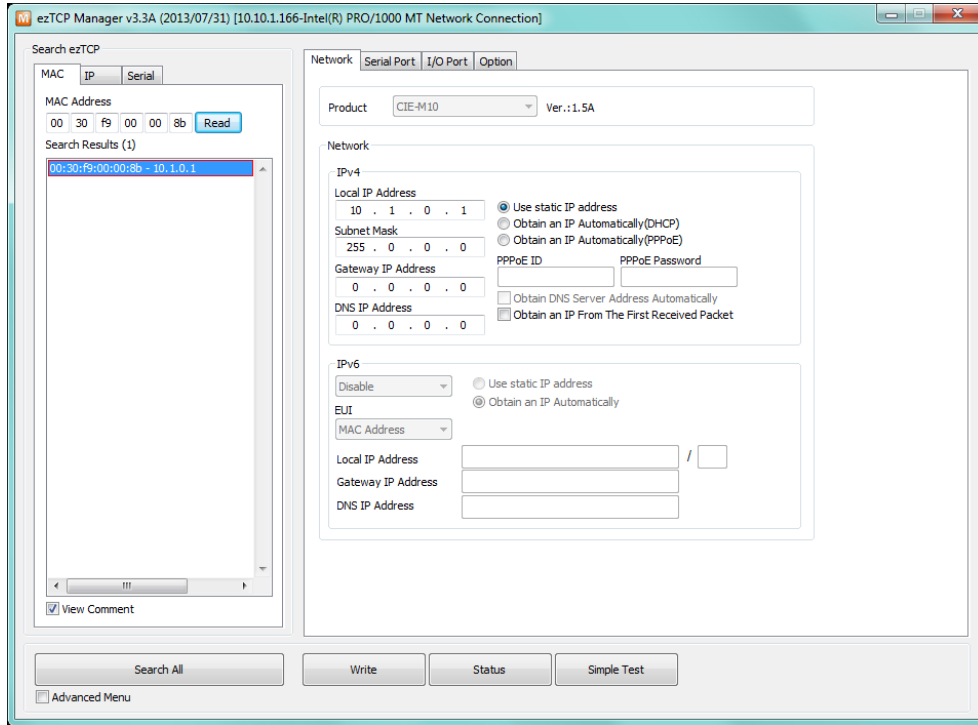 M ezTCP Manager v3.3A (2013/07/31) [10.10.1.166-Intel(R) PRO/1000 MT Network Connection]
Search ezTCP
MAC IP Serial
MAC Address
00 30 f9 00 00 8b Read
Search Results (1)
00:30:f9:00:00:8b - 10.1.0.1
View Comment
Network Serial Port I/O Port Option
Product CIE-M10 Ver.:1.5A
Network
IPv4
Local IP Address
10 . 1 . 0 . 1
Subnet Mask
255 . 0 . 0 . 0
Gateway IP Address
0 . 0 . 0 . 0
DNS IP Address
0 . 0 . 0 . 0
Use static IP address
Obtain an IP Automatically(DHCP)
Obtain an IP Automatically(PPPoE)
PPPoE ID PPPoE Password
Obtain DNS Server Address Automatically
Obtain an IP From The First Received Packet
IPv6
Disable
EUI
MAC Address
Use static IP address
Obtain an IP Automatically
Local IP Address /
Gateway IP Address
DNS IP Address
Search All Write Status Simple Test
Advanced Menu